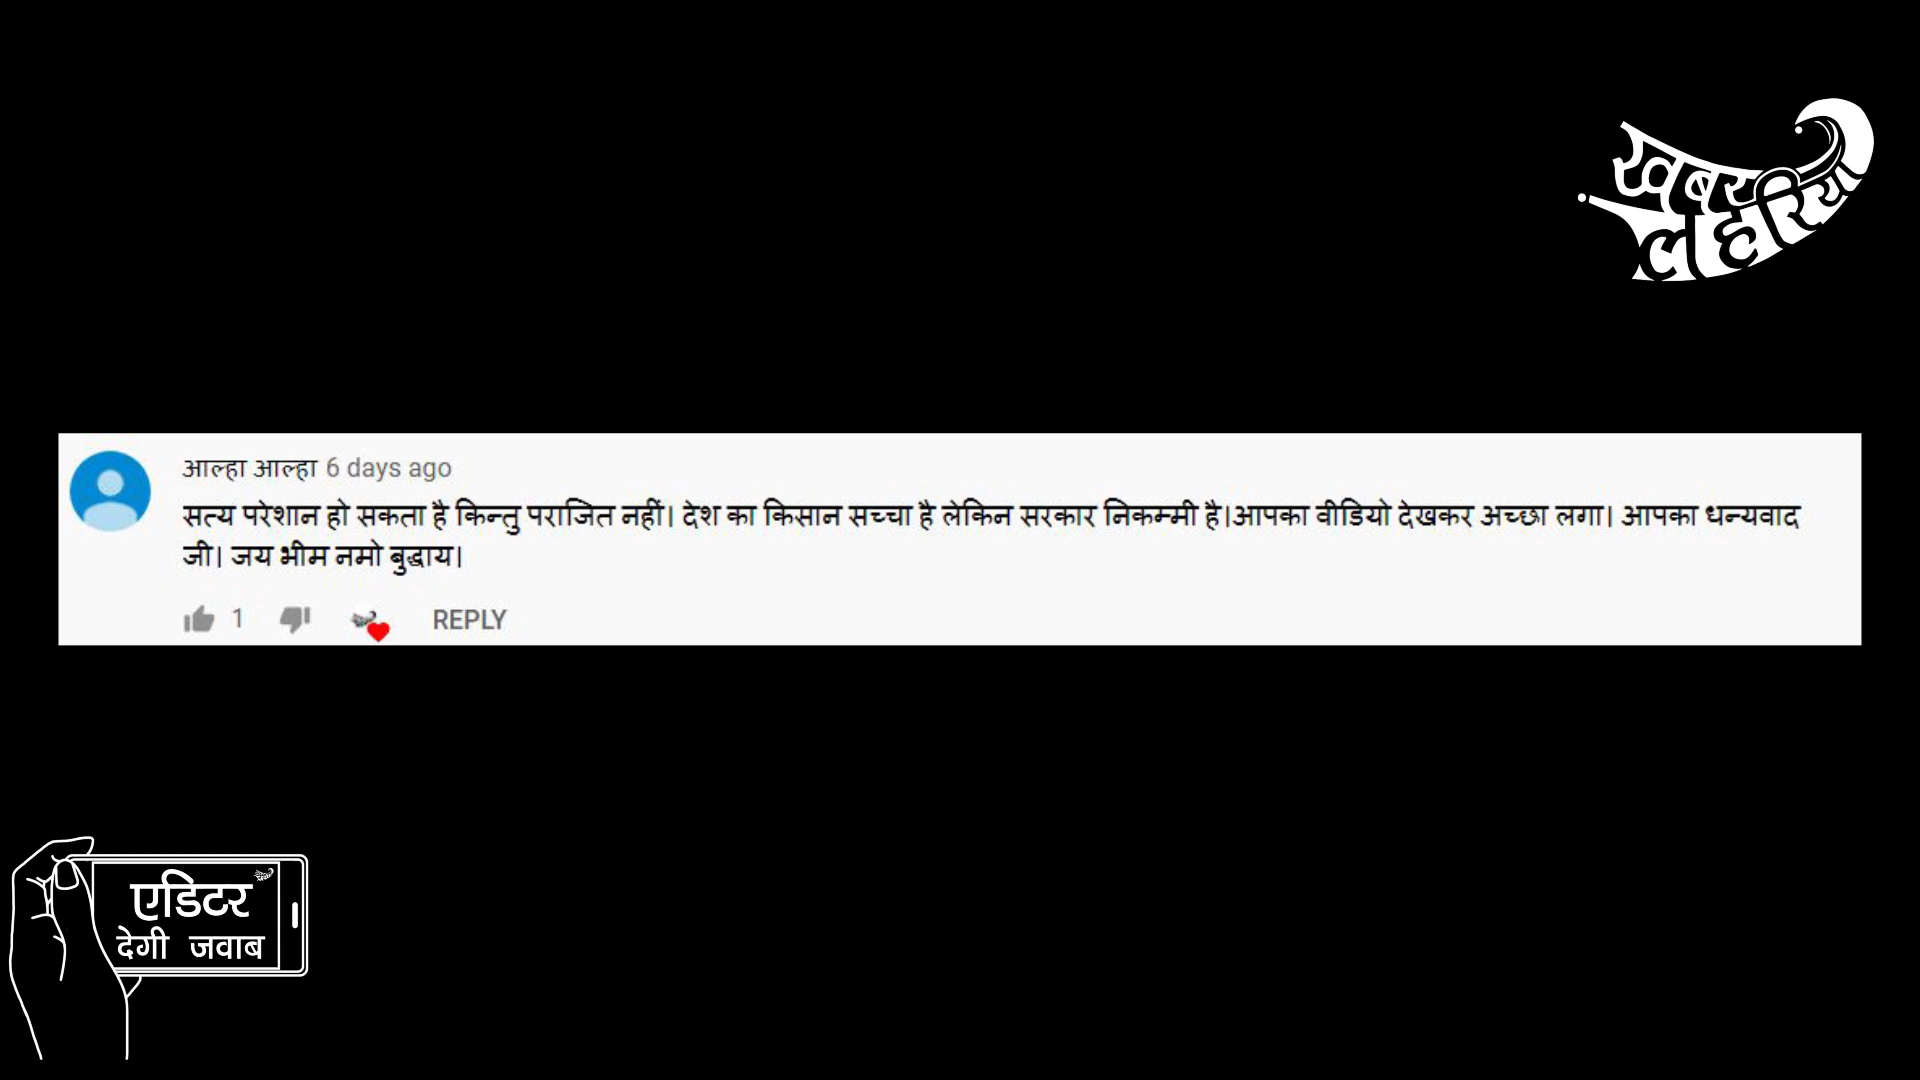 खबर
लहरिया
आल्हा आल्हा 6 days ago
सत्य परेशान हो सकता है किन्तु पराजित नहीं। देश का किसान सच्चा है लेकिन सरकार निकम्मी है।आपका वीडियो देखकर अच्छा लगा। आपका धन्यवाद
जी। जय भीम नमो बुद्धाय।
1 REPLY
एडिटर
देगी जवाब